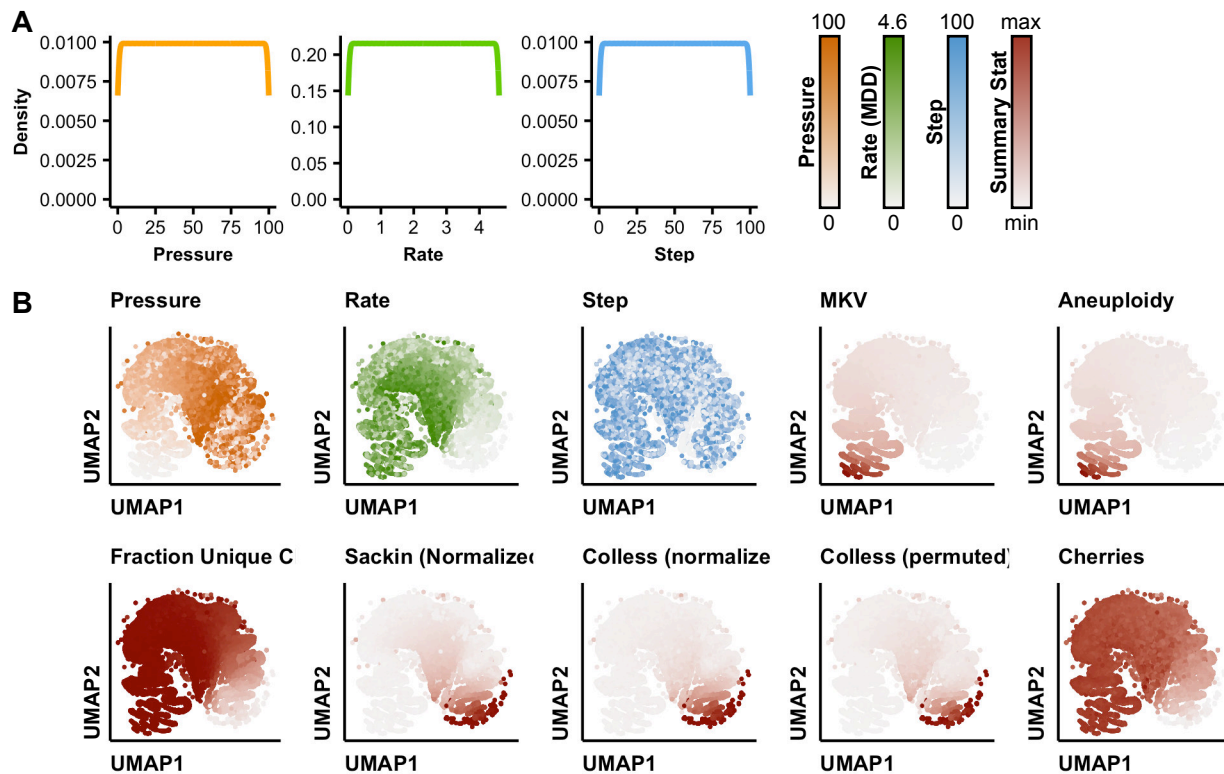 A
Density
0.0100
0.0075
0.0050
0.0025
0.0000
0 25 50 75 100
Pressure
0.20
0.15
0.10
0.05
0.00
0 1 2 3 4
Rate
0.0100
0.0075
0.0050
0.0025
0.0000
0 25 50 75 100
Step
100 4.6 100 max
Pressure
Rate (MDD)
Step
Summary Stat
0 0 0 min
B
Pressure
UMAP2
UMAP1
Rate
UMAP2
UMAP1
Step
UMAP2
UMAP1
MKV
UMAP2
UMAP1
Aneuploidy
UMAP2
UMAP1
Fraction Unique C
UMAP2
UMAP1
Sackin (Normalized
UMAP2
UMAP1
Colless (normalize
UMAP2
UMAP1
Colless (permuted)
UMAP2
UMAP1
Cherries
UMAP2
UMAP1